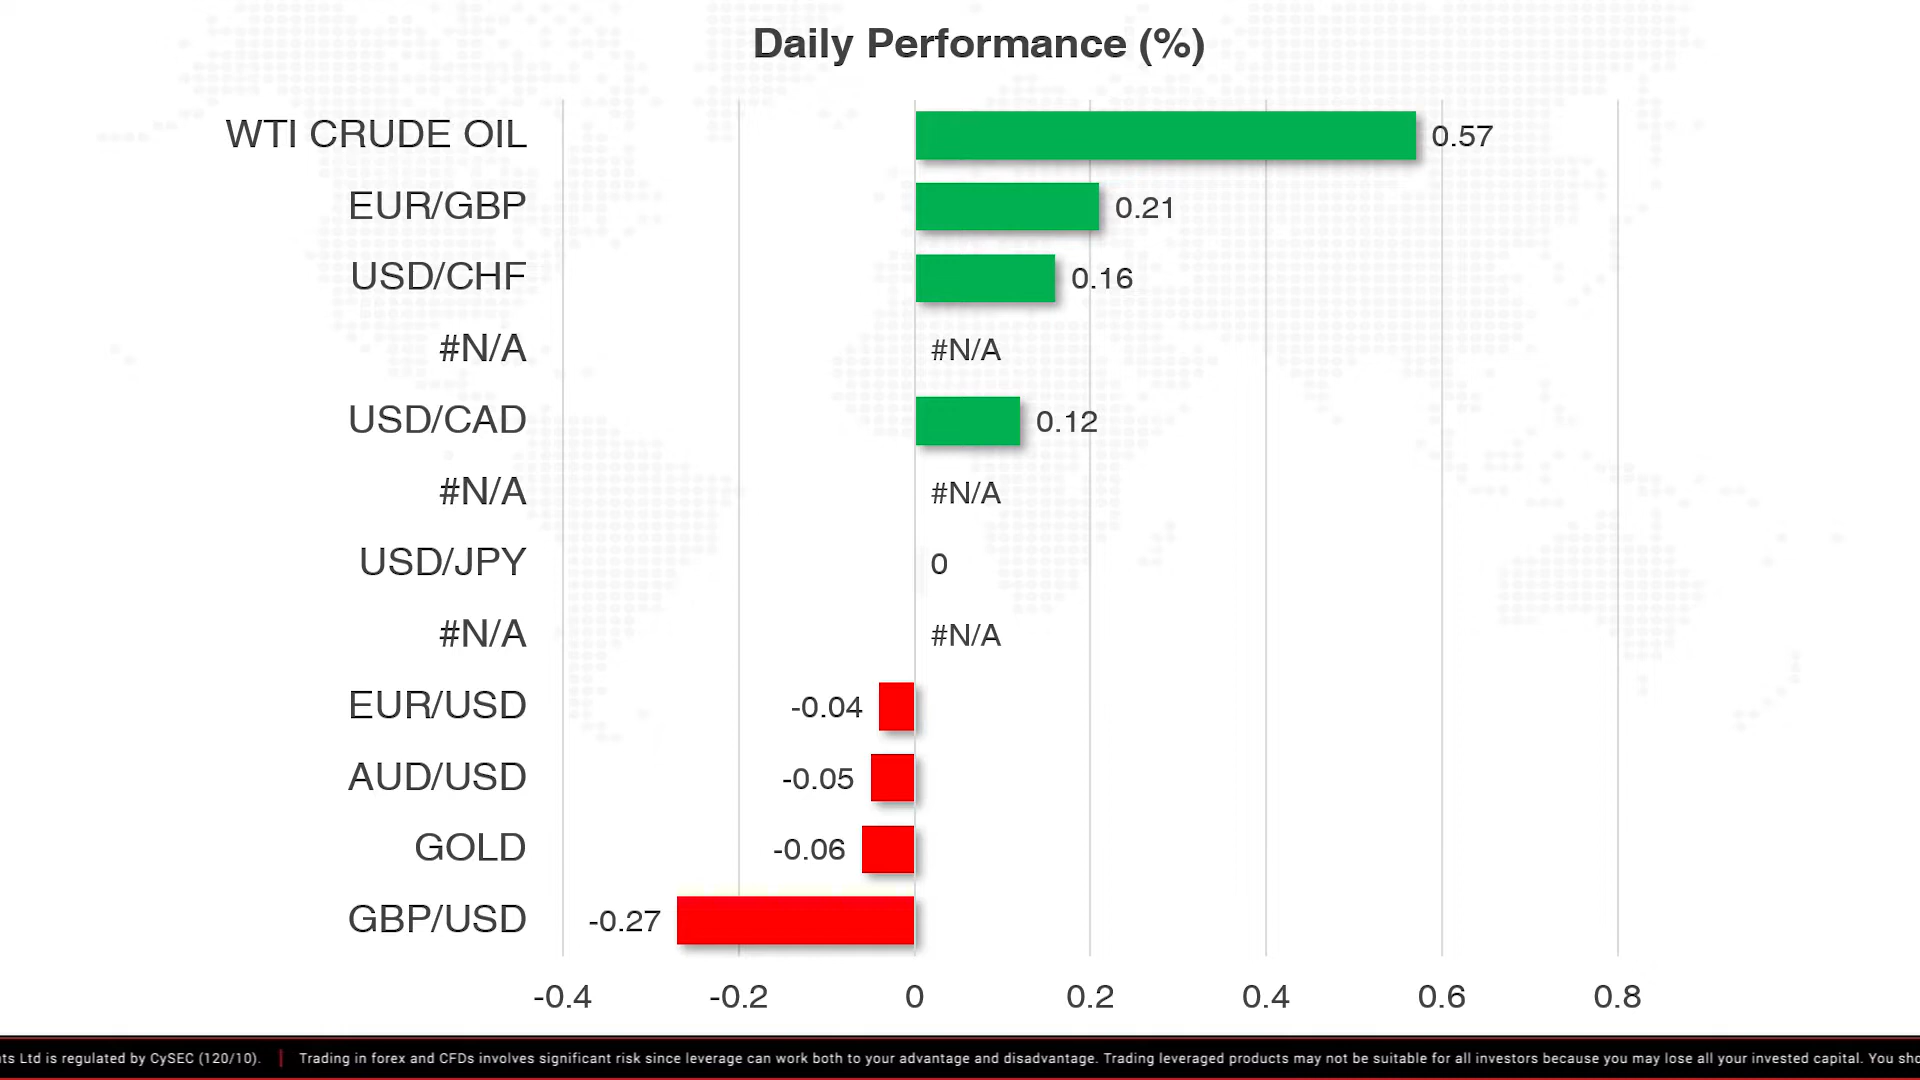 Daily Performance (%)
WTI CRUDE OIL 0.57
EUR/GBP 0.21
USD/CHF 0.16
#N/A #N/A
USD/CAD 0.12
#N/A #N/A
USD/JPY 0
#N/A #N/A
EUR/USD -0.04
AUD/USD -0.05
GOLD -0.06
GBP/USD -0.27
-0.4 -0.2 0 0.2 0.4 0.6 0.8
ts Ltd is regulated by CySEC (120/10). | Trading in forex and CFDs involves significant risk since leverage can work both to your advantage and disadvantage. Trading leveraged products may not be suitable for all investors because you may lose all your invested capital. You sho